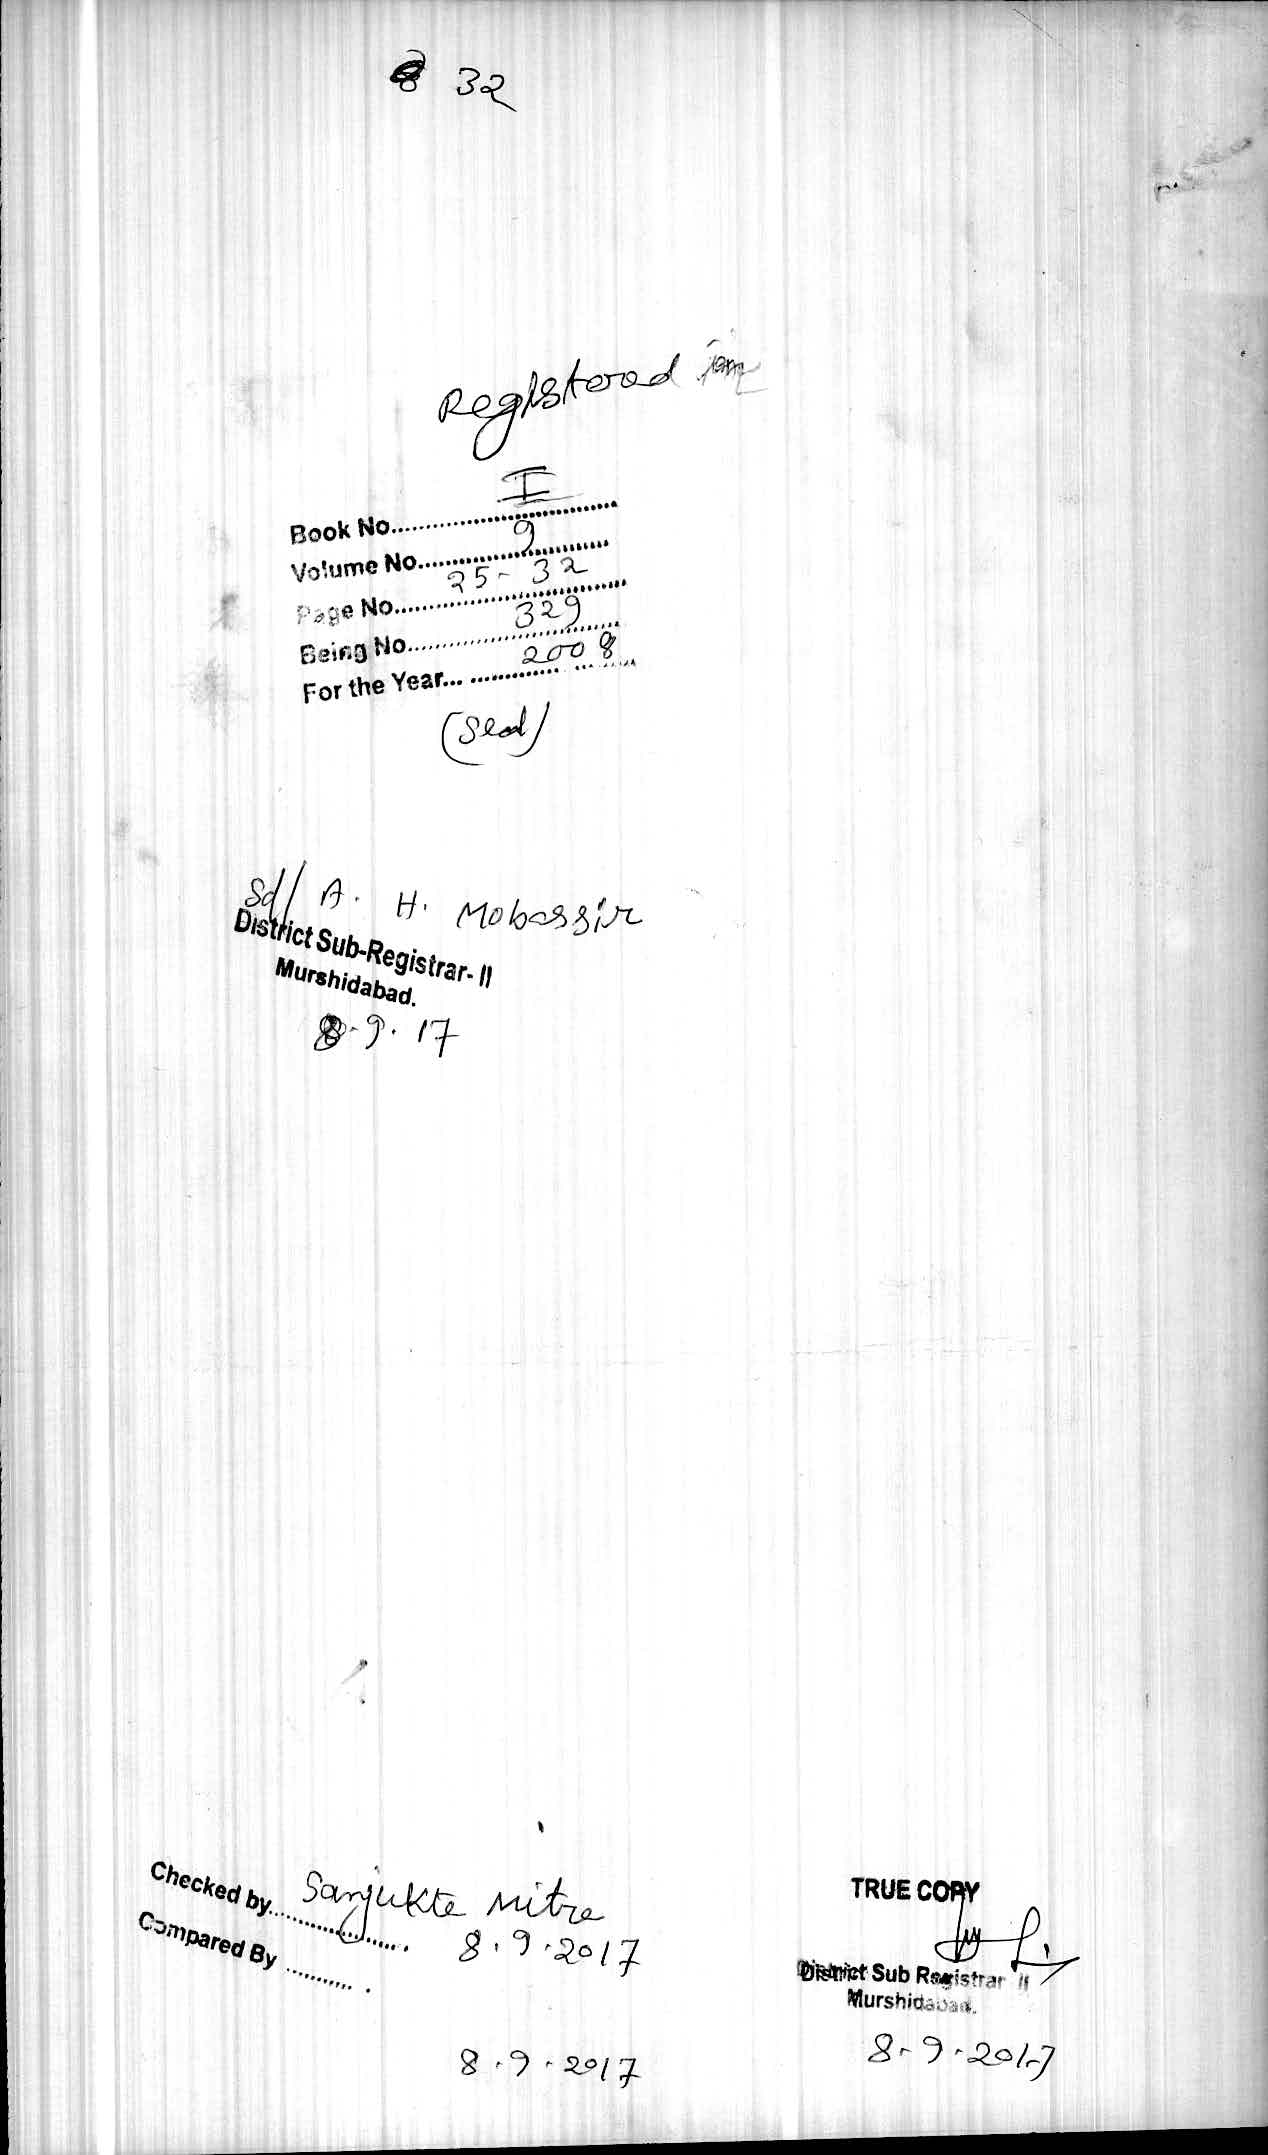 32
Registered in
Book No. I
Volume No. 9
Page No. 25 - 32
Being No. 329
For the Year... 2008
(Seal)
Sd/ A. H. Mobassir
District Sub-Registrar- II
Murshidabad.
8.9.17
Checked by Sanjukta Mitra
8.9.2017
Compared By
8.9.2017
TRUE COPY
District Sub Registrar II
Murshidabad.
8.9.2017